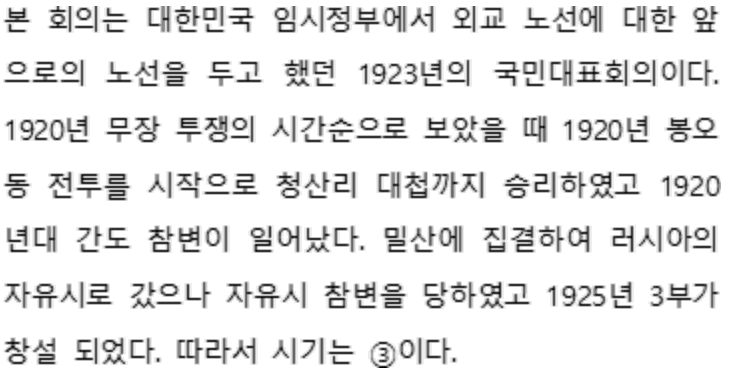 본 회의는 대한민국 임시정부에서 외교 노선에 대한 앞
으로의 노선을 두고 했던 1923년의 국민대표회의이다.
1920년 무장 투쟁의 시간순으로 보았을 때 1920년 봉오
동 전투를 시작으로 청산리 대첩까지 승리하였고 1920
년대 간도 참변이 일어났다. 밀산에 집결하여 러시아의
자유시로 갔으나 자유시 참변을 당하였고 1925년 3부가
창설 되었다. 따라서 시기는 ③이다.